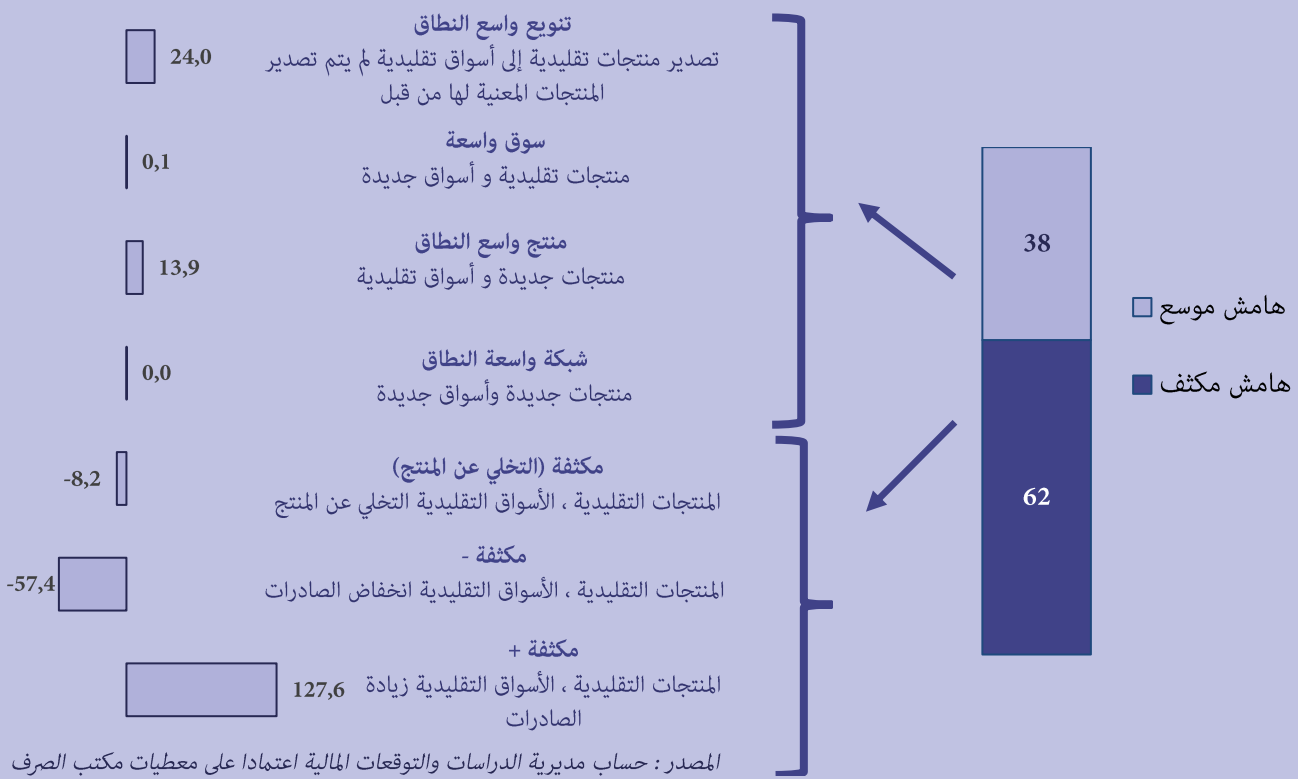 تنويع واسع النطاق
تصدير منتجات تقليدية إلى أسواق تقليدية لم يتم تصدير
المنتجات المعنية لها من قبل
24,0
سوق واسعة
منتجات تقليدية و أسواق جديدة
0,1
منتج واسع النطاق
منتجات جديدة و أسواق تقليدية
13,9
شبكة واسعة النطاق
منتجات جديدة وأسواق جديدة
0,0
مكثفة (التخلي عن المنتج)
المنتجات التقليدية ، الأسواق التقليدية التخلي عن المنتج
-8,2
مكثفة -
المنتجات التقليدية ، الأسواق التقليدية انخفاض الصادرات
-57,4
مكثفة +
المنتجات التقليدية ، الأسواق التقليدية زيادة
الصادرات
127,6
38
62
هامش موسع
هامش مكثف
المصدر : حساب مديرية الدراسات والتوقعات المالية اعتمادا على معطيات مكتب الصرف